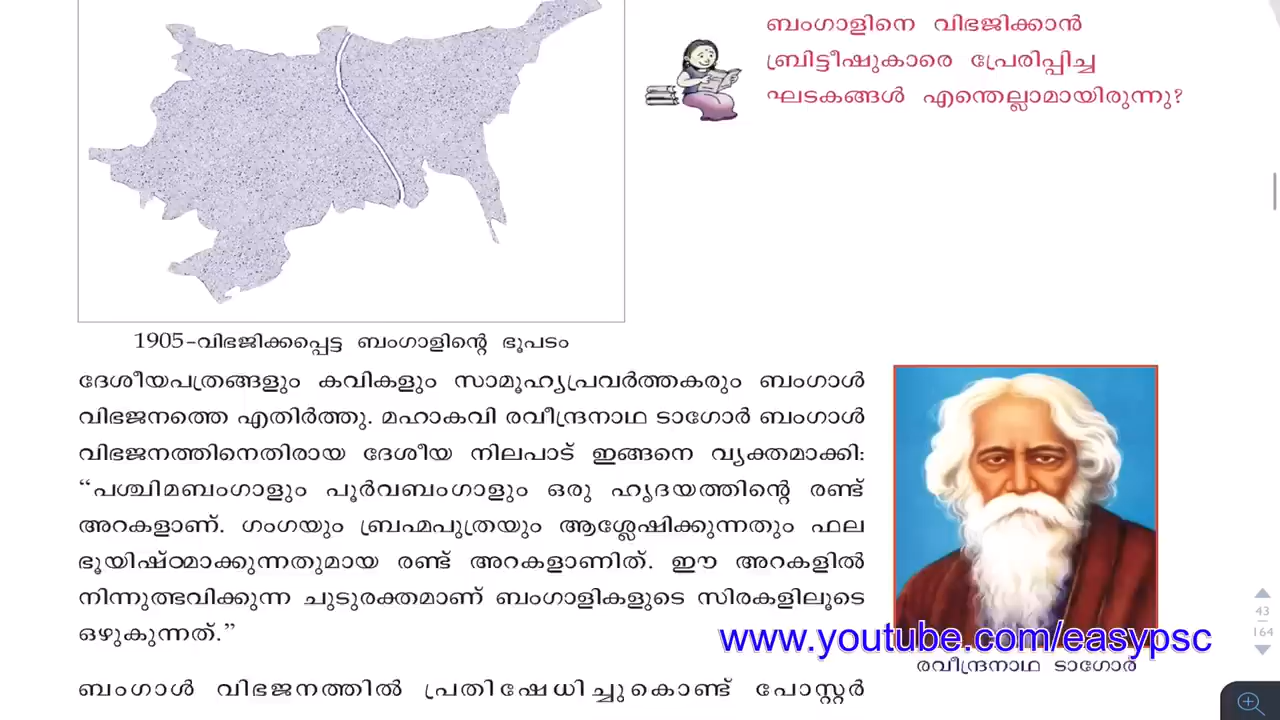 ബംഗാളിനെ വിഭജിക്കാൻ
ബ്രിട്ടീഷുകാരെ പ്രേരിപ്പിച്ച
ഘടകങ്ങൾ എന്തെല്ലാമായിരുന്നു?
1905-വിഭജിക്കപ്പെട്ട ബംഗാളിന്റെ ഭൂപടം
ദേശീയപത്രങ്ങളും കവികളും സാമൂഹ്യപ്രവർത്തകരും ബംഗാൾ
വിഭജനത്തെ എതിർത്തു. മഹാകവി രവീന്ദ്രനാഥ ടാഗോർ ബംഗാൾ
വിഭജനത്തിനെതിരായ ദേശീയ നിലപാട് ഇങ്ങനെ വ്യക്തമാക്കി:
“പശ്ചിമബംഗാളും പൂർവബംഗാളും ഒരു ഹൃദയത്തിന്റെ രണ്ട്
അറകളാണ്. ഗംഗയും ബ്രഹ്മപുത്രയും ആശ്ലേഷിക്കുന്നതും ഫല
ഭൂയിഷ്ഠമാക്കുന്നതുമായ രണ്ട് അറകളാണിത്. ഈ അറകളിൽ
നിന്നുത്ഭവിക്കുന്ന ചുടുരക്തമാണ് ബംഗാളികളുടെ സിരകളിലൂടെ
ഒഴുകുന്നത്.”
www.youtube.com/easypsc
രവീന്ദ്രനാഥ ടാഗോർ
ബംഗാൾ വിഭജനത്തിൽ പ്രതിഷേധിച്ചുകൊണ്ട് പോസ്റ്റർ
43
164